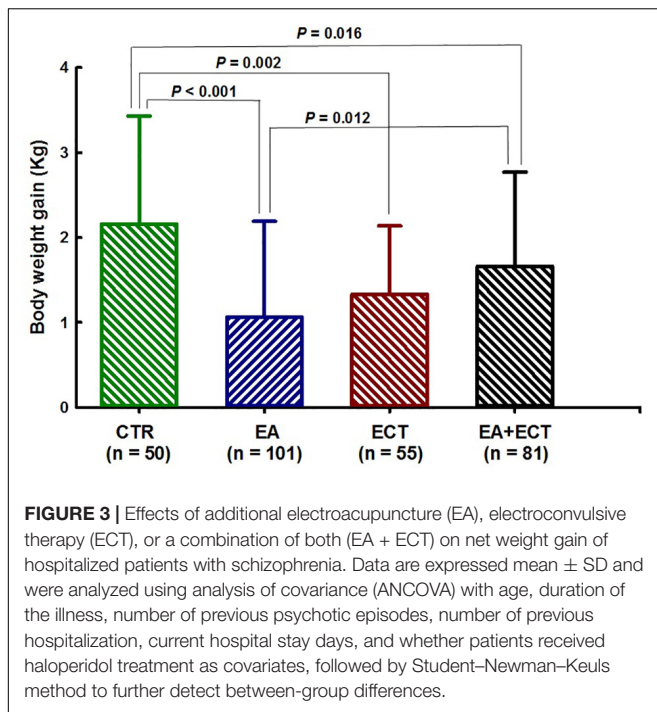 P = 0.016
4
P = 0.002
P < 0.001
P = 0.012
3
Body weight gain (Kg)
2
1
0
CTR EA ECT EA+ECT
(n = 50) (n = 101) (n = 55) (n = 81)
FIGURE 3 | Effects of additional electroacupuncture (EA), electroconvulsive
therapy (ECT), or a combination of both (EA + ECT) on net weight gain of
hospitalized patients with schizophrenia. Data are expressed mean ± SD and
were analyzed using analysis of covariance (ANCOVA) with age, duration of
the illness, number of previous psychotic episodes, number of previous
hospitalization, current hospital stay days, and whether patients received
haloperidol treatment as covariates, followed by Student–Newman–Keuls
method to further detect between-group differences.